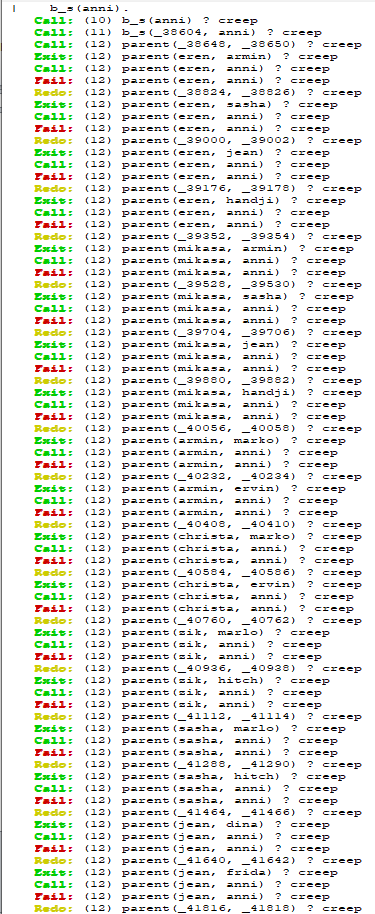 |    b_s(anni).
Call: (10) b_s(anni) ? creep
Call: (11) b_s(_38604, anni) ? creep
Call: (12) parent(_38648, _38650) ? creep
Exit: (12) parent(eren, armin) ? creep
Call: (12) parent(eren, anni) ? creep
Fail: (12) parent(eren, anni) ? creep
Redo: (12) parent(_38824, _38826) ? creep
Exit: (12) parent(eren, sasha) ? creep
Call: (12) parent(eren, anni) ? creep
Fail: (12) parent(eren, anni) ? creep
Redo: (12) parent(_39000, _39002) ? creep
Exit: (12) parent(eren, jean) ? creep
Call: (12) parent(eren, anni) ? creep
Fail: (12) parent(eren, anni) ? creep
Redo: (12) parent(_39176, _39178) ? creep
Exit: (12) parent(eren, handji) ? creep
Call: (12) parent(eren, anni) ? creep
Fail: (12) parent(eren, anni) ? creep
Redo: (12) parent(_39352, _39354) ? creep
Exit: (12) parent(mikasa, armin) ? creep
Call: (12) parent(mikasa, anni) ? creep
Fail: (12) parent(mikasa, anni) ? creep
Redo: (12) parent(_39528, _39530) ? creep
Exit: (12) parent(mikasa, sasha) ? creep
Call: (12) parent(mikasa, anni) ? creep
Fail: (12) parent(mikasa, anni) ? creep
Redo: (12) parent(_39704, _39706) ? creep
Exit: (12) parent(mikasa, jean) ? creep
Call: (12) parent(mikasa, anni) ? creep
Fail: (12) parent(mikasa, anni) ? creep
Redo: (12) parent(_39880, _39882) ? creep
Exit: (12) parent(mikasa, handji) ? creep
Call: (12) parent(mikasa, anni) ? creep
Fail: (12) parent(mikasa, anni) ? creep
Redo: (12) parent(_40056, _40058) ? creep
Exit: (12) parent(armin, marko) ? creep
Call: (12) parent(armin, anni) ? creep
Fail: (12) parent(armin, anni) ? creep
Redo: (12) parent(_40232, _40234) ? creep
Exit: (12) parent(armin, ervin) ? creep
Call: (12) parent(armin, anni) ? creep
Fail: (12) parent(armin, anni) ? creep
Redo: (12) parent(_40408, _40410) ? creep
Exit: (12) parent(christa, marko) ? creep
Call: (12) parent(christa, anni) ? creep
Fail: (12) parent(christa, anni) ? creep
Redo: (12) parent(_40584, _40586) ? creep
Exit: (12) parent(christa, ervin) ? creep
Call: (12) parent(christa, anni) ? creep
Fail: (12) parent(christa, anni) ? creep
Redo: (12) parent(_40760, _40762) ? creep
Exit: (12) parent(zik, marlo) ? creep
Call: (12) parent(zik, anni) ? creep
Fail: (12) parent(zik, anni) ? creep
Redo: (12) parent(_40936, _40938) ? creep
Exit: (12) parent(zik, hitch) ? creep
Call: (12) parent(zik, anni) ? creep
Fail: (12) parent(zik, anni) ? creep
Redo: (12) parent(_41112, _41114) ? creep
Exit: (12) parent(sasha, marlo) ? creep
Call: (12) parent(sasha, anni) ? creep
Fail: (12) parent(sasha, anni) ? creep
Redo: (12) parent(_41288, _41290) ? creep
Exit: (12) parent(sasha, hitch) ? creep
Call: (12) parent(sasha, anni) ? creep
Fail: (12) parent(sasha, anni) ? creep
Redo: (12) parent(_41464, _41466) ? creep
Exit: (12) parent(jean, dina) ? creep
Call: (12) parent(jean, anni) ? creep
Fail: (12) parent(jean, anni) ? creep
Redo: (12) parent(_41640, _41642) ? creep
Exit: (12) parent(jean, frida) ? creep
Call: (12) parent(jean, anni) ? creep
Fail: (12) parent(jean, anni) ? creep
Redo: (12) parent(_41816, _41818) ? creep